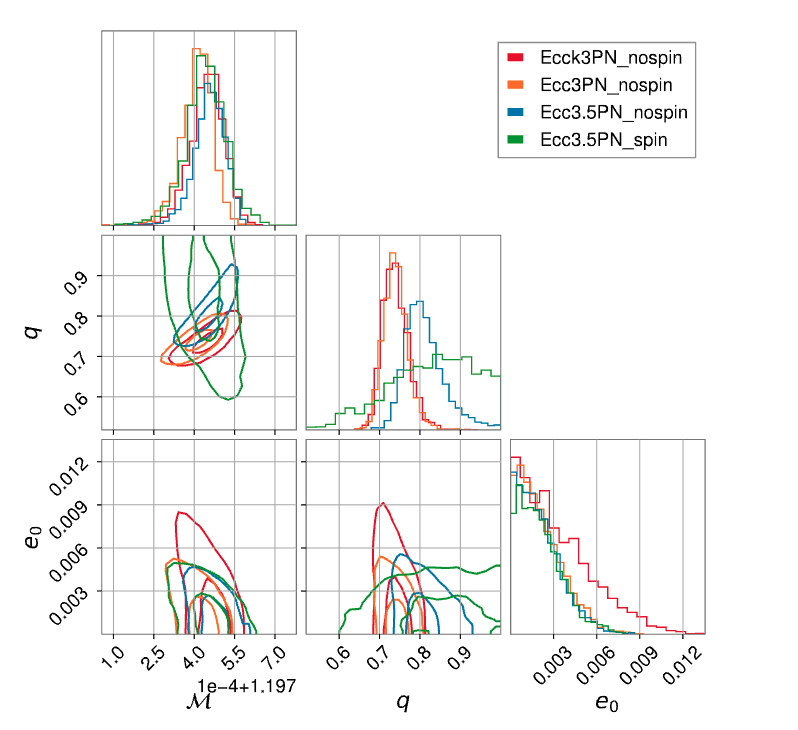 Ecck3PN_nospin
Ecc3PN_nospin
Ecc3.5PN_nospin
Ecc3.5PN_spin
q
0.9
0.8
0.7
0.6
e₀
0.012
0.009
0.006
0.003
1.0 2.5 4.0 5.5 7.0
1e-4+1.197
ℳ
0.6 0.7 0.8 0.9
q
0.003 0.006 0.009 0.012
e₀